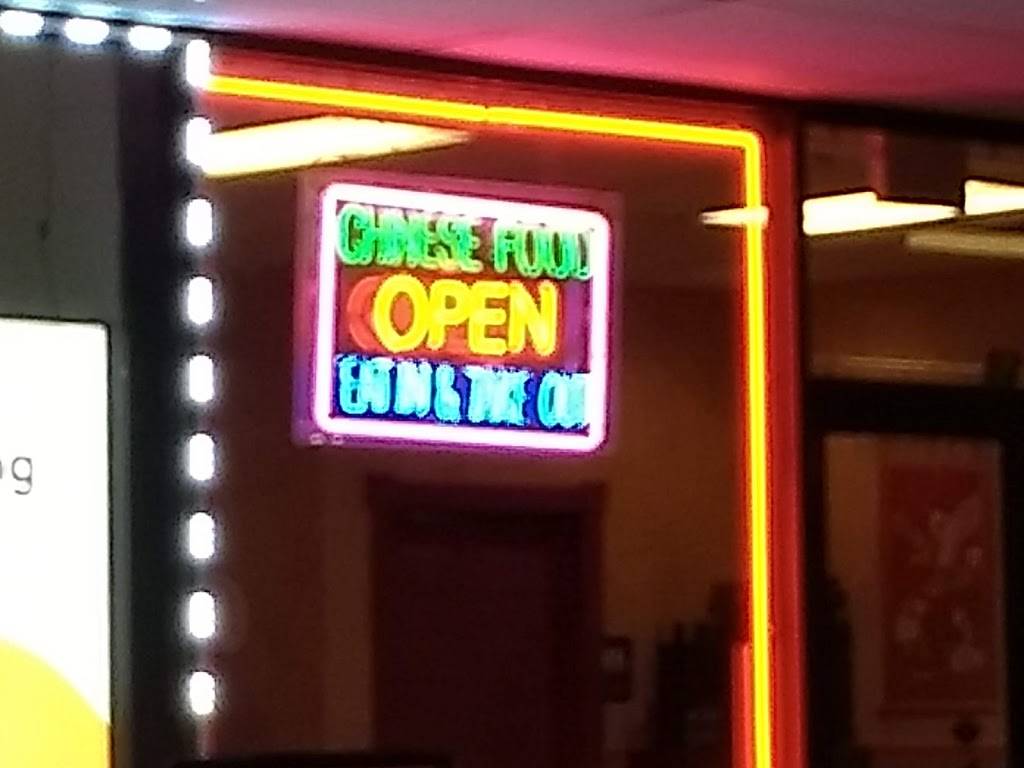 CHINESE FOOD
OPEN
EAT IN & TAKE OUT